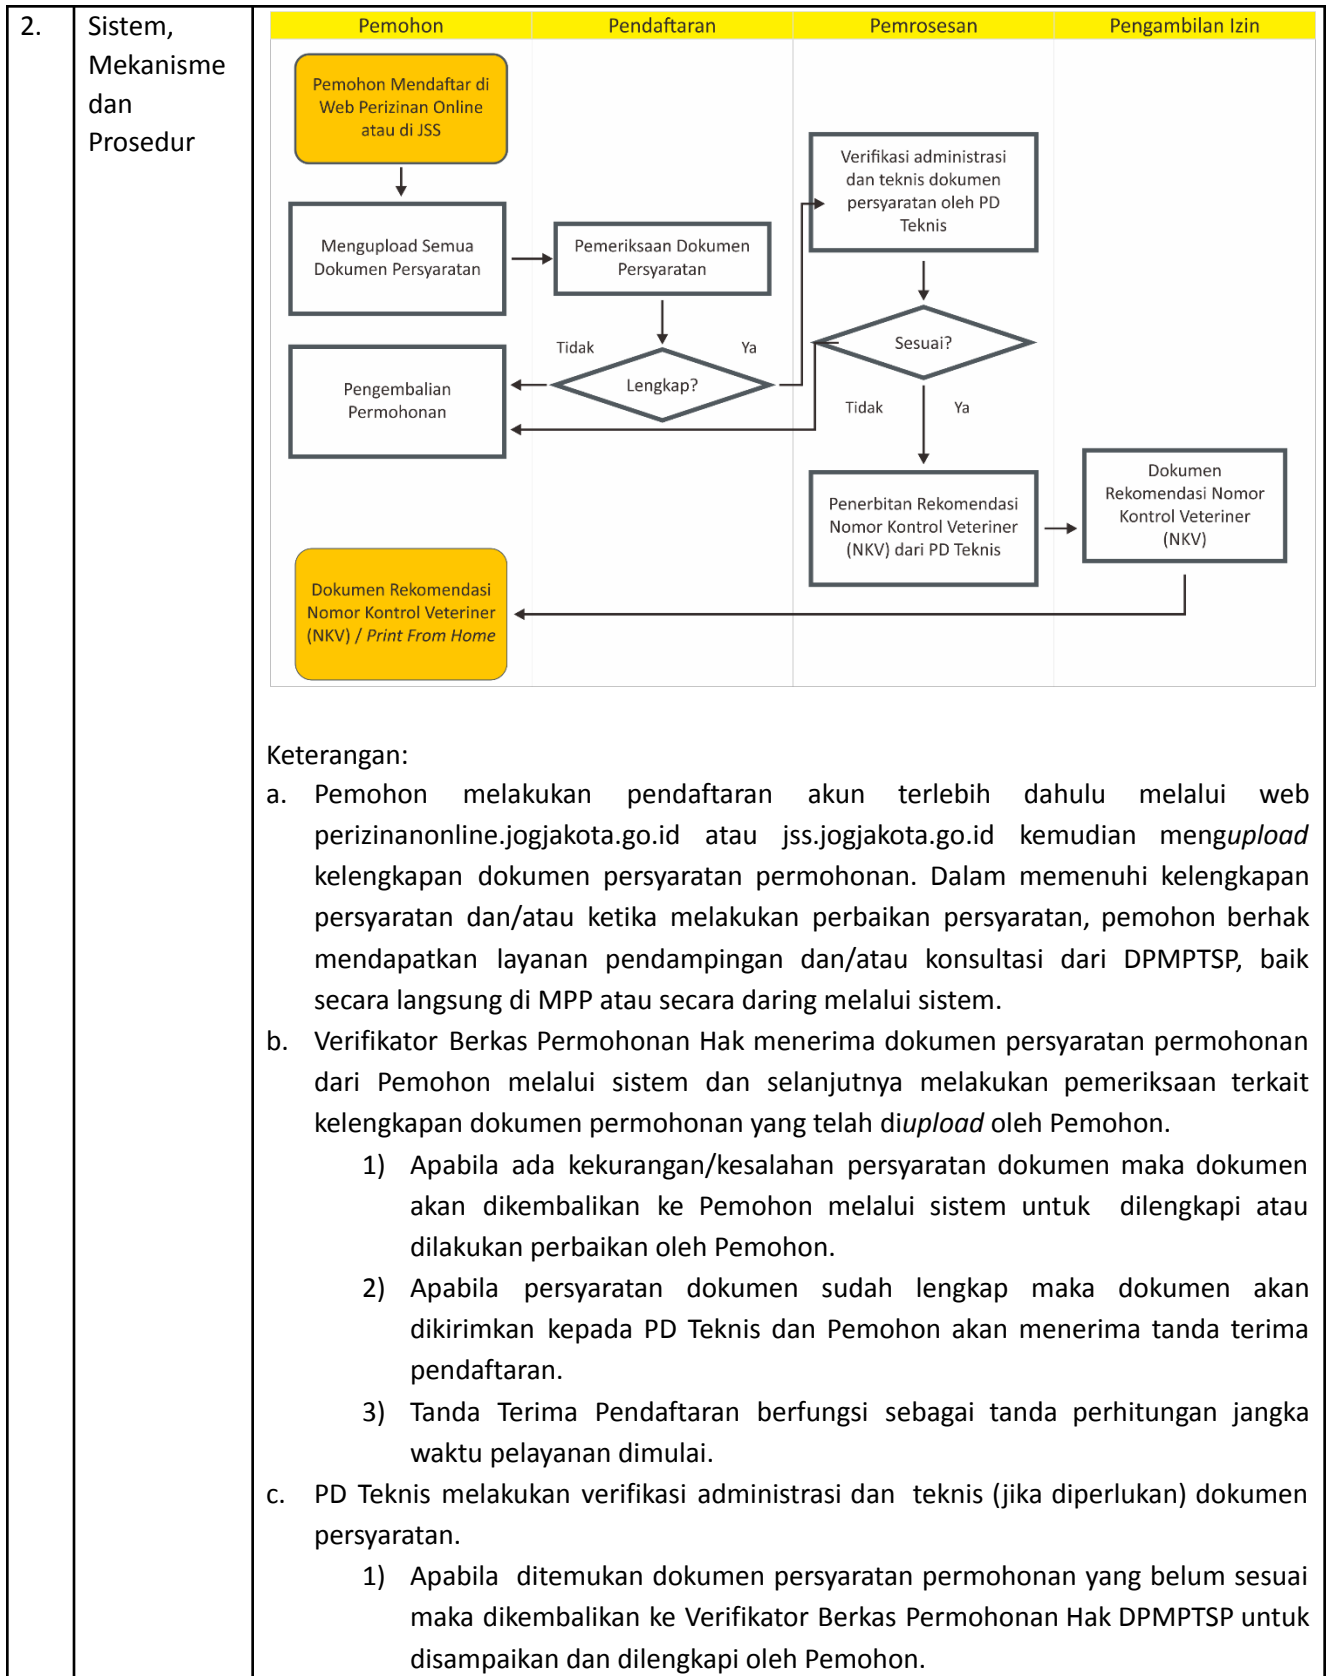 2.
Sistem,
Mekanisme
dan
Prosedur
Pemohon
Pendaftaran
Pemrosesan
Pengambilan Izin
Pemohon Mendaftar di
Web Perizinan Online
atau di JSS
Mengupload Semua
Dokumen Persyaratan
Pemeriksaan Dokumen
Persyaratan
Verifikasi administrasi
dan teknis dokumen
persyaratan oleh PD
Teknis
Tidak
Ya
Lengkap?
Sesuai?
Pengembalian
Permohonan
Tidak
Ya
Penerbitan Rekomendasi
Nomor Kontrol Veteriner
(NKV) dari PD Teknis
Dokumen
Rekomendasi Nomor
Kontrol Veteriner
(NKV)
Dokumen Rekomendasi
Nomor Kontrol Veteriner
(NKV) / Print From Home
Keterangan:
a. Pemohon melakukan pendaftaran akun terlebih dahulu melalui web
perizinanonline.jogjakota.go.id atau jss.jogjakota.go.id kemudian mengupload
kelengkapan dokumen persyaratan permohonan. Dalam memenuhi kelengkapan
persyaratan dan/atau ketika melakukan perbaikan persyaratan, pemohon berhak
mendapatkan layanan pendampingan dan/atau konsultasi dari DPMPTSP, baik
secara langsung di MPP atau secara daring melalui sistem.
b. Verifikator Berkas Permohonan Hak menerima dokumen persyaratan permohonan
dari Pemohon melalui sistem dan selanjutnya melakukan pemeriksaan terkait
kelengkapan dokumen permohonan yang telah diupload oleh Pemohon.
1) Apabila ada kekurangan/kesalahan persyaratan dokumen maka dokumen
akan dikembalikan ke Pemohon melalui sistem untuk dilengkapi atau
dilakukan perbaikan oleh Pemohon.
2) Apabila persyaratan dokumen sudah lengkap maka dokumen akan
dikirimkan kepada PD Teknis dan Pemohon akan menerima tanda terima
pendaftaran.
3) Tanda Terima Pendaftaran berfungsi sebagai tanda perhitungan jangka
waktu pelayanan dimulai.
c. PD Teknis melakukan verifikasi administrasi dan teknis (jika diperlukan) dokumen
persyaratan.
1) Apabila ditemukan dokumen persyaratan permohonan yang belum sesuai
maka dikembalikan ke Verifikator Berkas Permohonan Hak DPMPTSP untuk
disampaikan dan dilengkapi oleh Pemohon.